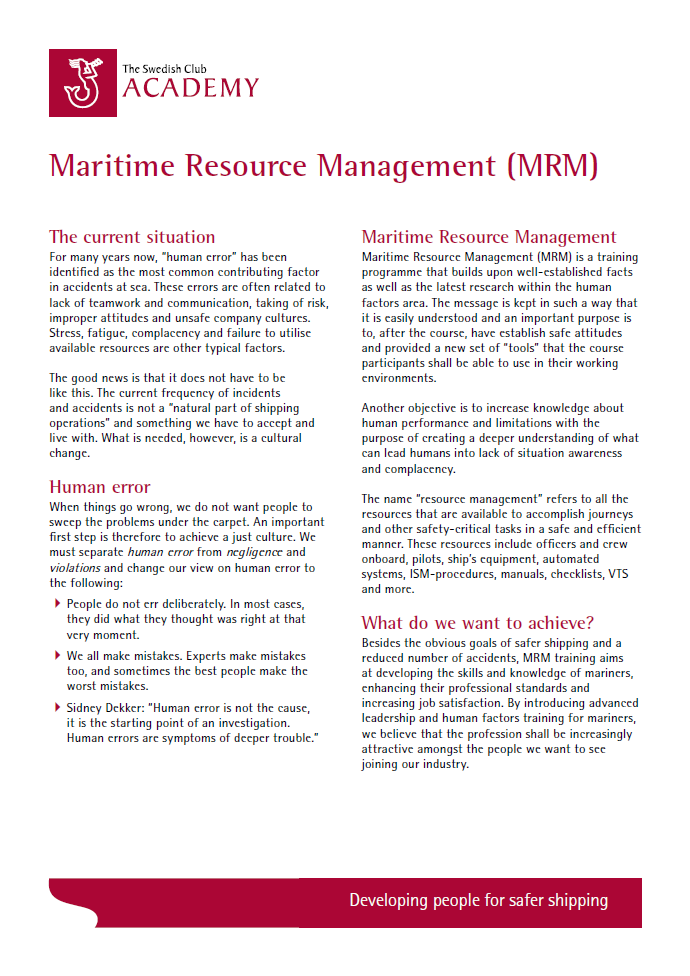 The Swedish Club
ACADEMY
Maritime Resource Management (MRM)
The current situation
For many years now, “human error” has been
identified as the most common contributing factor
in accidents at sea. These errors are often related to
lack of teamwork and communication, taking of risk,
improper attitudes and unsafe company cultures.
Stress, fatigue, complacency and failure to utilise
available resources are other typical factors.
The good news is that it does not have to be
like this. The current frequency of incidents
and accidents is not a “natural part of shipping
operations” and something we have to accept and
live with. What is needed, however, is a cultural
change.
Human error
When things go wrong, we do not want people to
sweep the problems under the carpet. An important
first step is therefore to achieve a just culture. We
must separate human error from negligence and
violations and change our view on human error to
the following:
People do not err deliberately. In most cases,
they did what they thought was right at that
very moment.
We all make mistakes. Experts make mistakes
too, and sometimes the best people make the
worst mistakes.
Sidney Dekker: “Human error is not the cause,
it is the starting point of an investigation.
Human errors are symptoms of deeper trouble.”
Maritime Resource Management
Maritime Resource Management (MRM) is a training
programme that builds upon well-established facts
as well as the latest research within the human
factors area. The message is kept in such a way that
it is easily understood and an important purpose is
to, after the course, have establish safe attitudes
and provided a new set of “tools” that the course
participants shall be able to use in their working
environments.
Another objective is to increase knowledge about
human performance and limitations with the
purpose of creating a deeper understanding of what
can lead humans into lack of situation awareness
and complacency.
The name “resource management” refers to all the
resources that are available to accomplish journeys
and other safety-critical tasks in a safe and efficient
manner. These resources include officers and crew
onboard, pilots, ship’s equipment, automated
systems, ISM-procedures, manuals, checklists, VTS
and more.
What do we want to achieve?
Besides the obvious goals of safer shipping and a
reduced number of accidents, MRM training aims
at developing the skills and knowledge of mariners,
enhancing their professional standards and
increasing job satisfaction. By introducing advanced
leadership and human factors training for mariners,
we believe that the profession shall be increasingly
attractive amongst the people we want to see
joining our industry.
Developing people for safer shipping